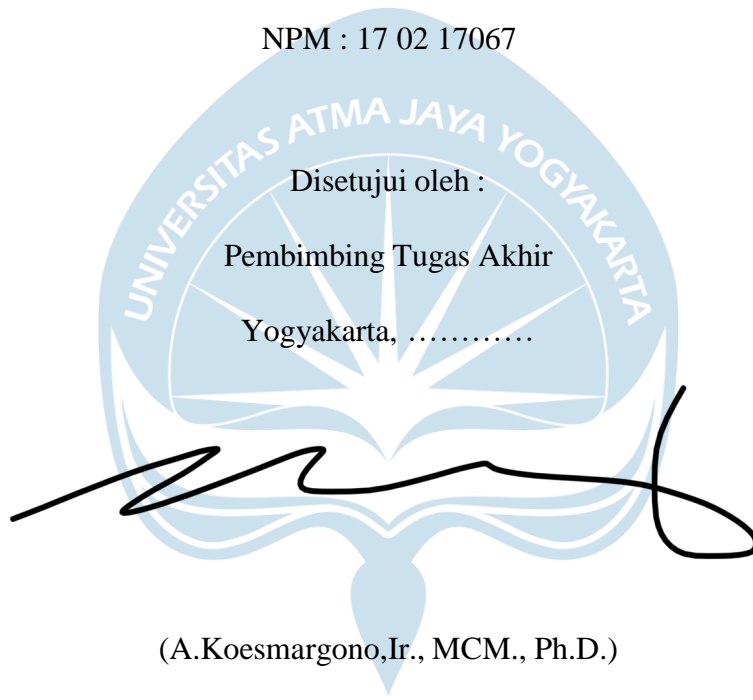 NPM : 17 02 17067
UNIVERSITAS ATMA JAYA YOGYAKARTA
Disetujui oleh :
Pembimbing Tugas Akhir
Yogyakarta, …………
(A.Koesmargono,Ir., MCM., Ph.D.)